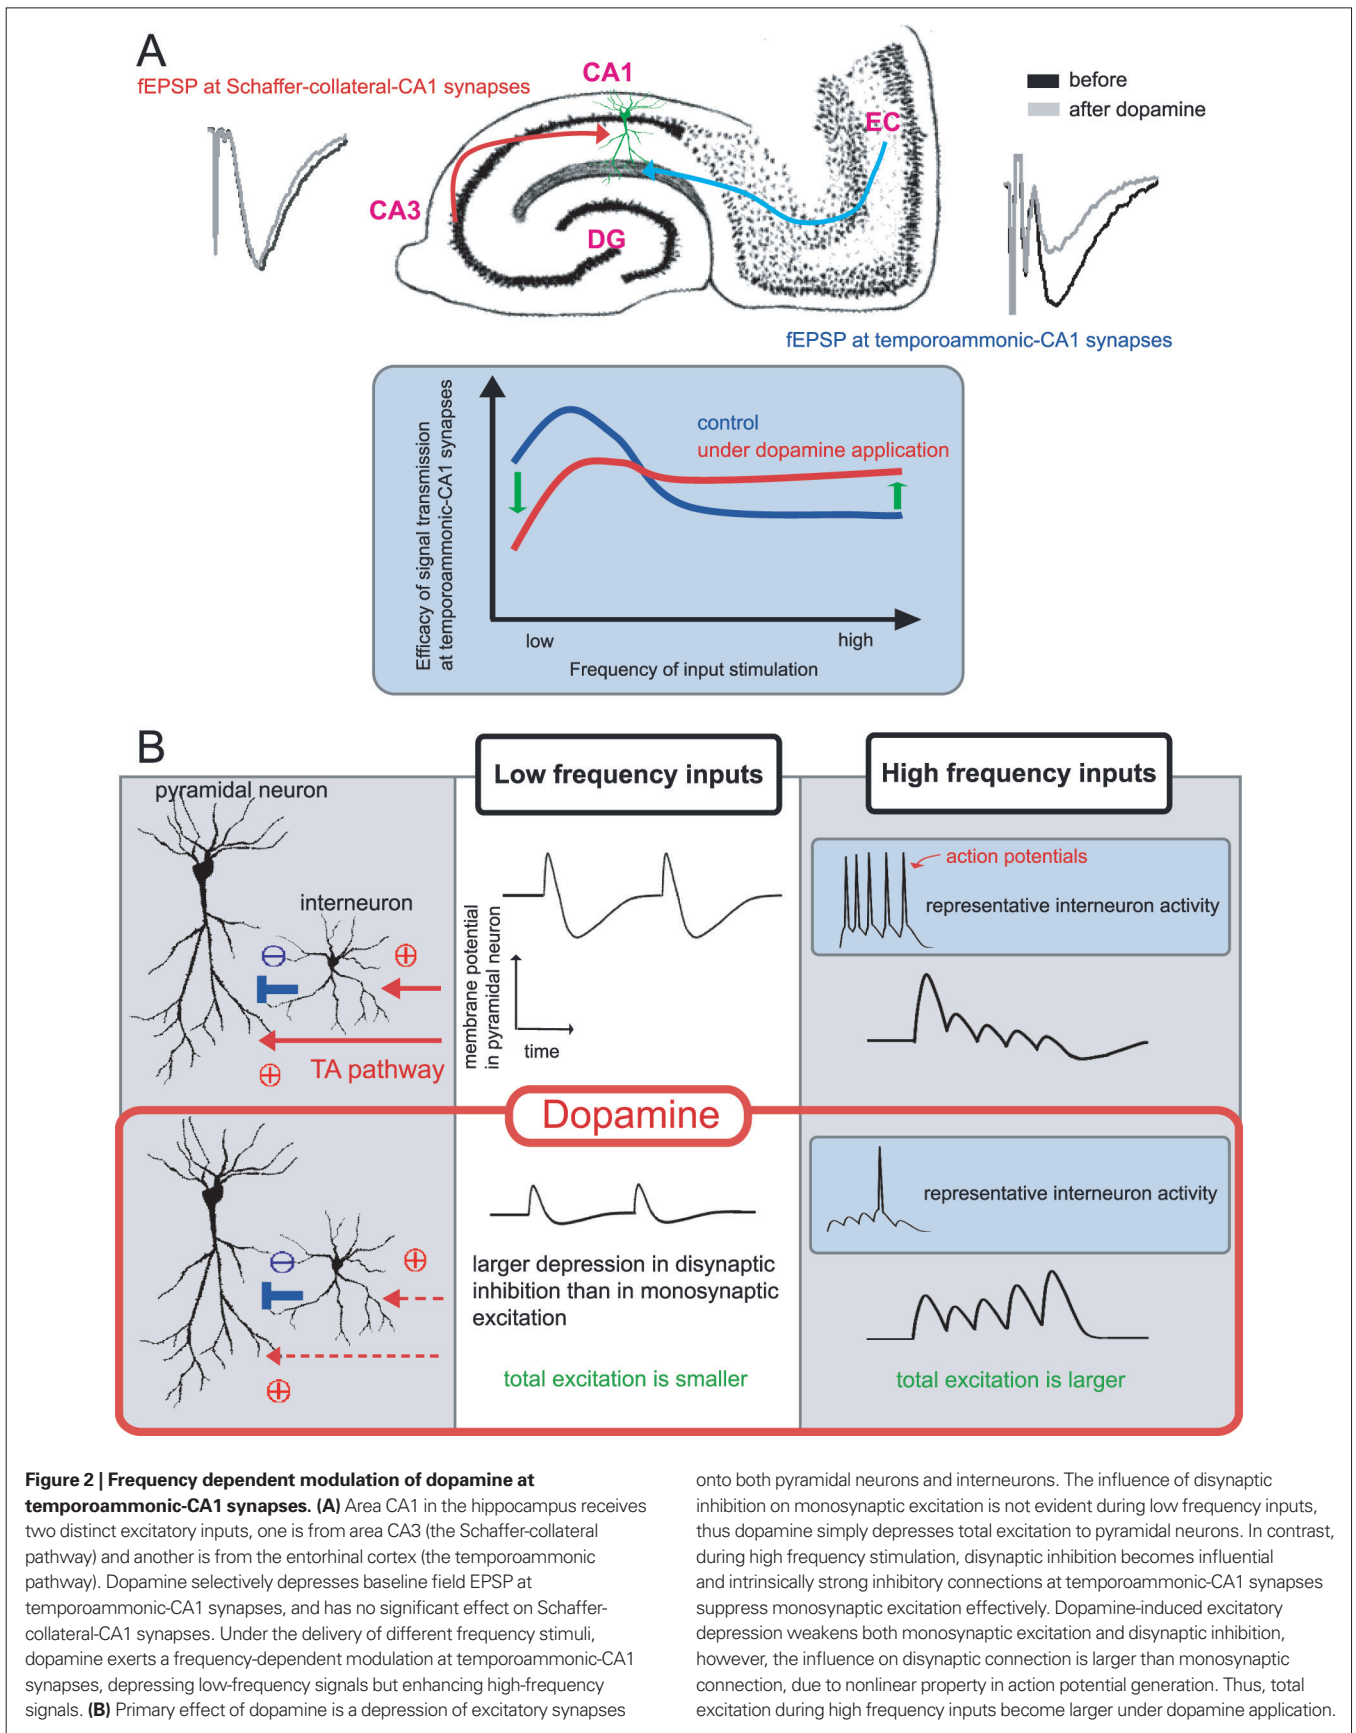 A
fEPSP at Schaffer-collateral-CA1 synapses
CA1
before
after dopamine
EC
CA3
DG
fEPSP at temporoammonic-CA1 synapses
Efficacy of signal transmission
at temporoammonic-CA1 synapses
control
under dopamine application
low
high
Frequency of input stimulation
B
Low frequency inputs
High frequency inputs
pyramidal neuron
interneuron
TA pathway
membrane potential
in pyramidal neuron
time
action potentials
representative interneuron activity
Dopamine
larger depression in disynaptic
inhibition than in monosynaptic
excitation
total excitation is smaller
representative interneuron activity
total excitation is larger
Figure 2 | Frequency dependent modulation of dopamine at
temporoammonic-CA1 synapses. (A) Area CA1 in the hippocampus receives
two distinct excitatory inputs, one is from area CA3 (the Schaffer-collateral
pathway) and another is from the entorhinal cortex (the temporoammonic
pathway). Dopamine selectively depresses baseline field EPSP at
temporoammonic-CA1 synapses, and has no significant effect on Schaffer-
collateral-CA1 synapses. Under the delivery of different frequency stimuli,
dopamine exerts a frequency-dependent modulation at temporoammonic-CA1
synapses, depressing low-frequency signals but enhancing high-frequency
signals. (B) Primary effect of dopamine is a depression of excitatory synapses
onto both pyramidal neurons and interneurons. The influence of disynaptic
inhibition on monosynaptic excitation is not evident during low frequency inputs,
thus dopamine simply depresses total excitation to pyramidal neurons. In contrast,
during high frequency stimulation, disynaptic inhibition becomes influential
and intrinsically strong inhibitory connections at temporoammonic-CA1 synapses
suppress monosynaptic excitation effectively. Dopamine-induced excitatory
depression weakens both monosynaptic excitation and disynaptic inhibition,
however, the influence on disynaptic connection is larger than monosynaptic
connection, due to nonlinear property in action potential generation. Thus, total
excitation during high frequency inputs become larger under dopamine application.